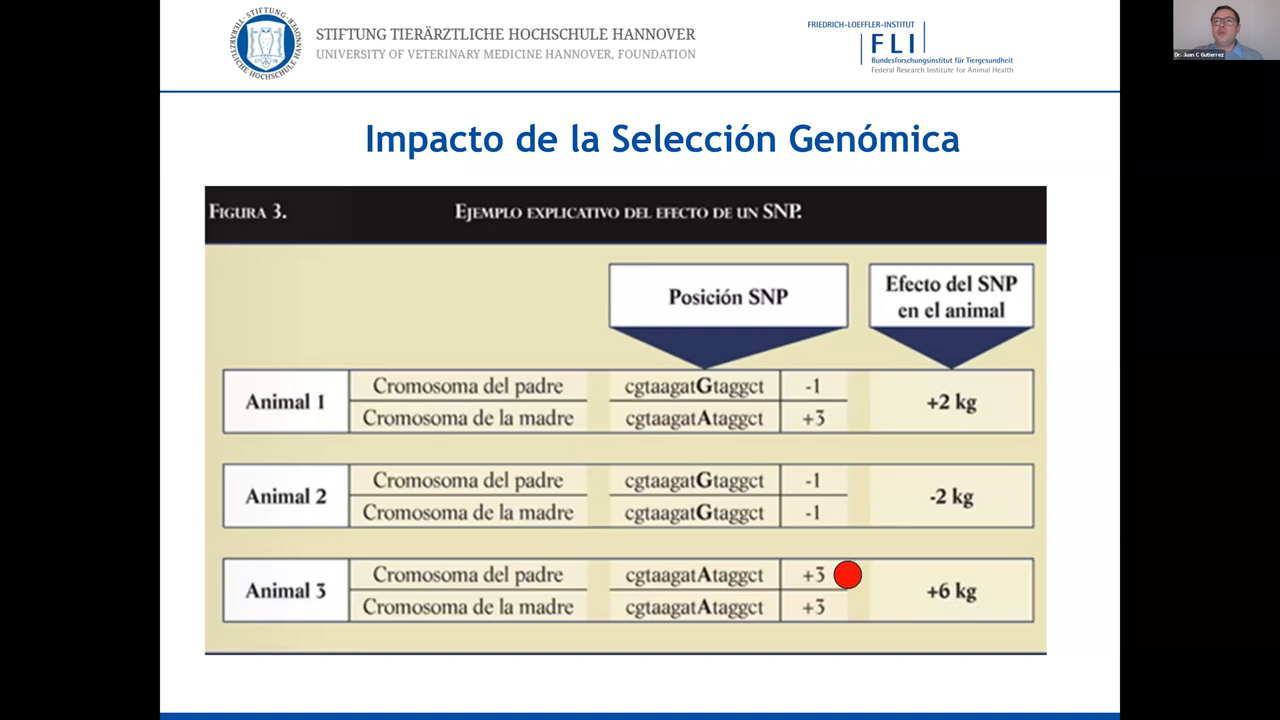 STIFTUNG TIERÄRZTLICHE HOCHSCHULE HANNOVER
UNIVERSITY OF VETERINARY MEDICINE HANNOVER, FOUNDATION
FRIEDRICH-LOEFFLER-INSTITUT
FLI
Bundesforschungsinstitut für Tiergesundheit
Federal Research Institute for Animal Health
Dr. Juan C Gutierrez
Impacto de la Selección Genómica
FIGURA 3. EJEMPLO EXPLICATIVO DEL EFECTO DE UN SNP.
Posición SNP
Efecto del SNP
en el animal
Animal 1
Cromosoma del padre cgtaagatGtaggct -1
Cromosoma de la madre cgtaagatAtaggct +3
+2 kg
Animal 2
Cromosoma del padre cgtaagatGtaggct -1
Cromosoma de la madre cgtaagatGtaggct -1
-2 kg
Animal 3
Cromosoma del padre cgtaagatAtaggct +3
Cromosoma de la madre cgtaagatAtaggct +3
+6 kg